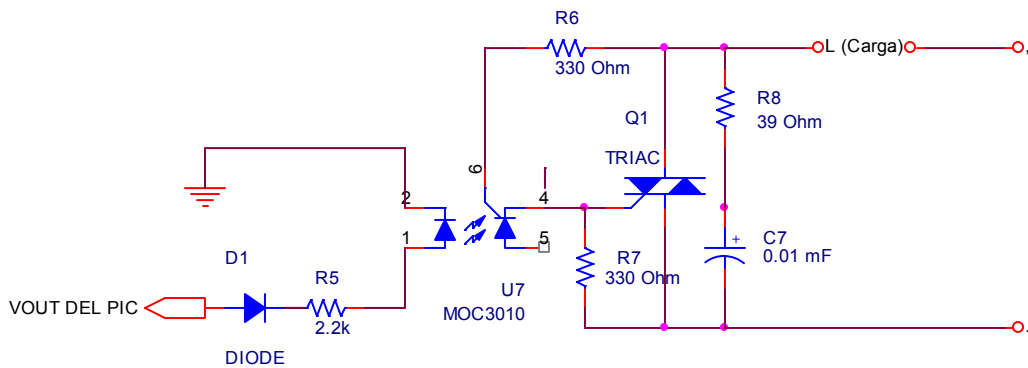 R6
330 Ohm
L (Carga)
R8
39 Ohm
Q1
TRIAC
6
4
2
1
5
+
C7
0.01 mF
R7
330 Ohm
D1
R5
2.2k
U7
MOC3010
VOUT DEL PIC
DIODE